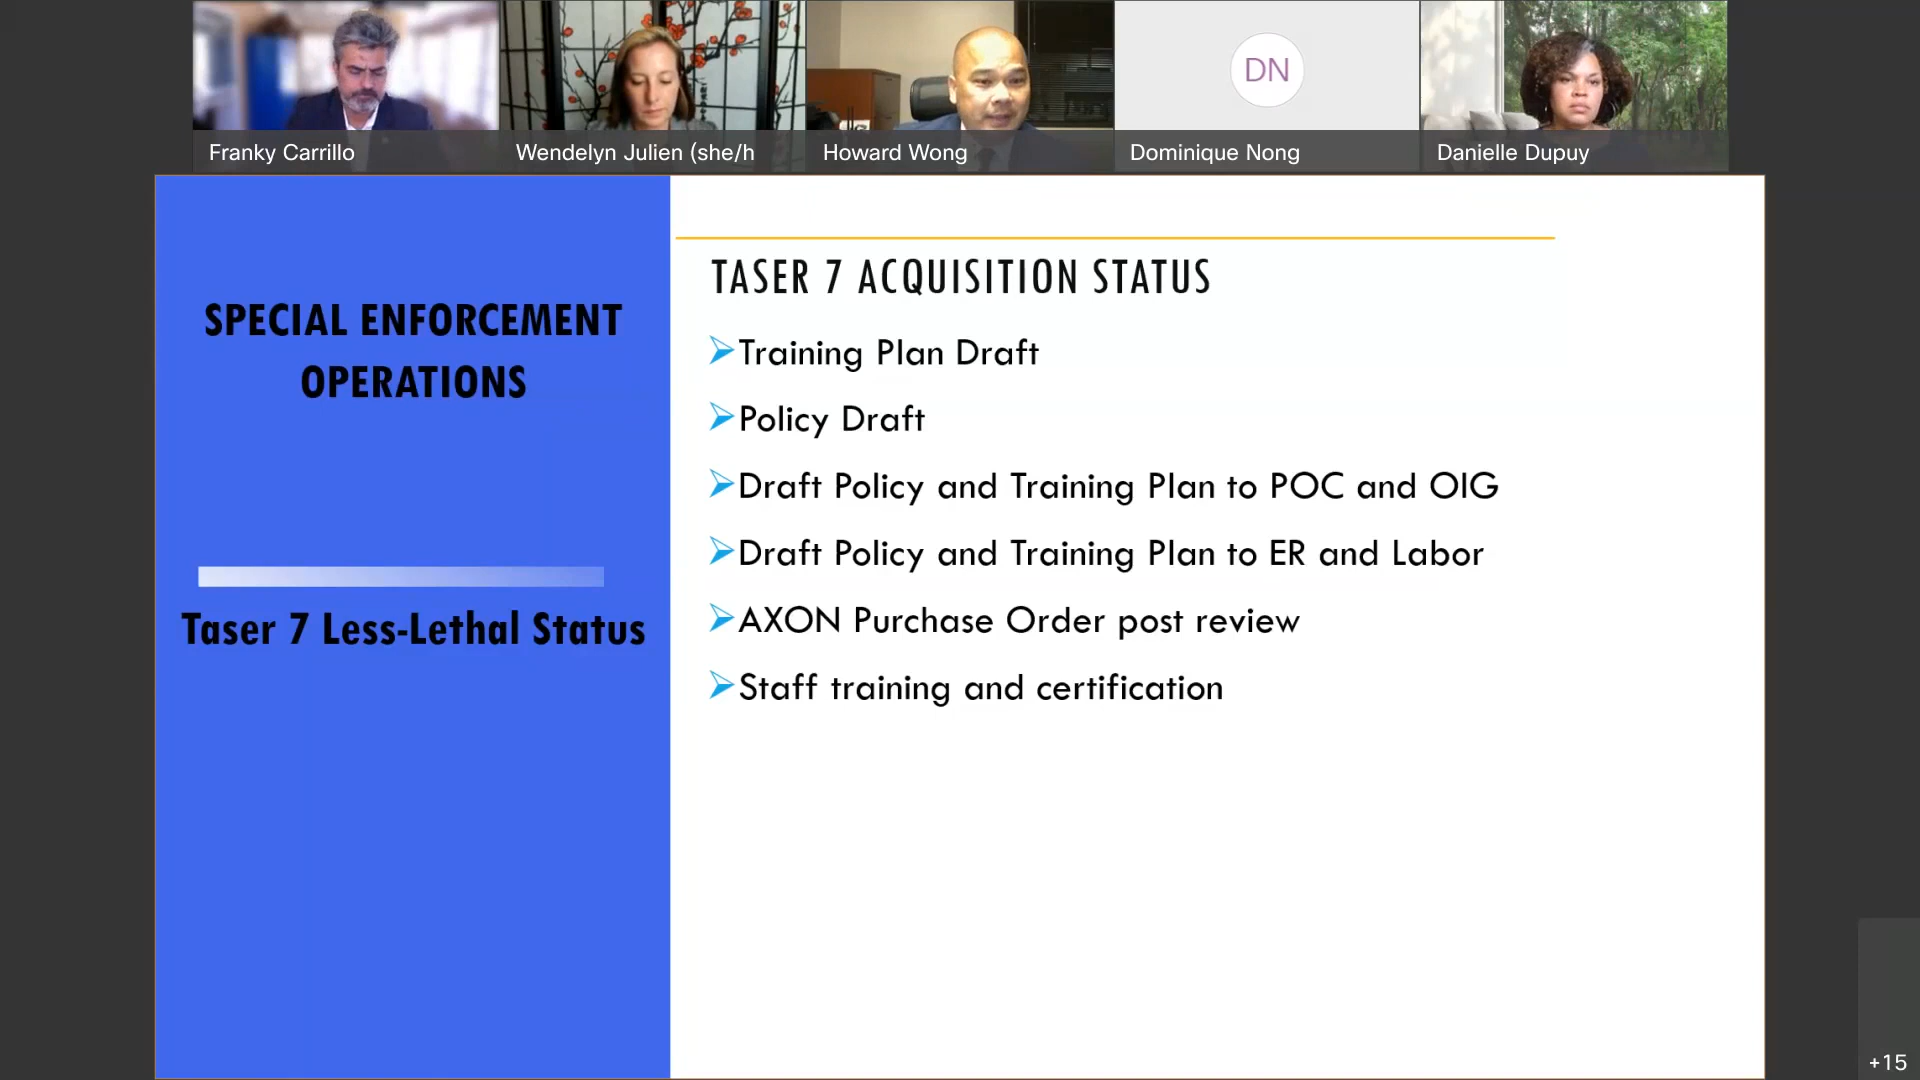 Franky Carrillo
Wendelyn Julien (she/h
Howard Wong
DN
Dominique Nong
Danielle Dupuy
SPECIAL ENFORCEMENT
OPERATIONS
Taser 7 Less-Lethal Status
TASER 7 ACQUISITION STATUS
Training Plan Draft
Policy Draft
Draft Policy and Training Plan to POC and OIG
Draft Policy and Training Plan to ER and Labor
AXON Purchase Order post review
Staff training and certification
+15